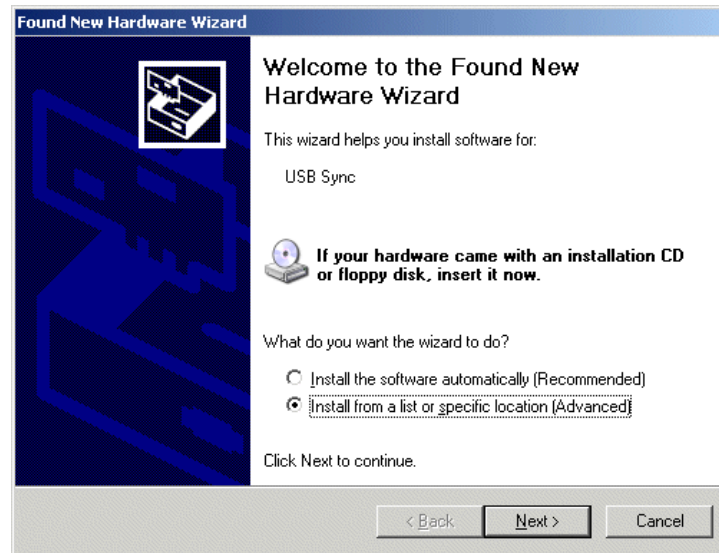 Found New Hardware Wizard
Welcome to the Found New
Hardware Wizard
This wizard helps you install software for:
USB Sync
If your hardware came with an installation CD
or floppy disk, insert it now.
What do you want the wizard to do?
Install the software automatically (Recommended)
Install from a list or specific location (Advanced)
Click Next to continue.
< Back Next > Cancel